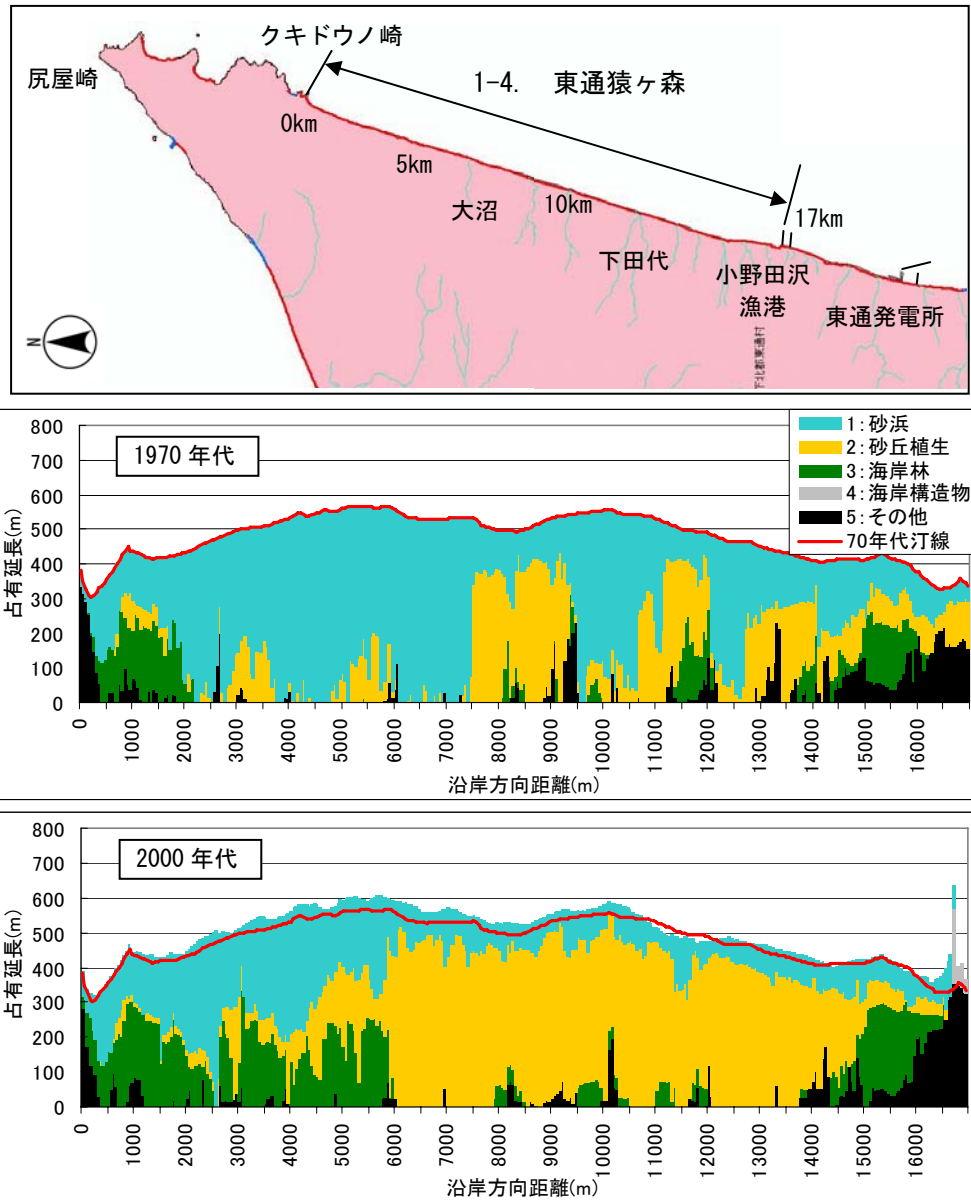 クキドウノ崎
尻屋崎
1-4. 東通猿ヶ森
0km
5km
17km
大沼
10km
下田代
小野田沢
漁港
東通発電所
下北郡東通村
N
800
700
600
500
400
300
200
100
0
占有延長(m)
1970 年代
1:砂浜
2:砂丘植生
3:海岸林
4:海岸構造物
5:その他
70年代汀線
0
1000
2000
3000
4000
5000
6000
7000
8000
9000
10000
11000
12000
13000
14000
15000
16000
沿岸方向距離(m)
800
700
600
500
400
300
200
100
0
占有延長(m)
2000 年代
0
1000
2000
3000
4000
5000
6000
7000
8000
9000
10000
11000
12000
13000
14000
15000
16000
沿岸方向距離(m)